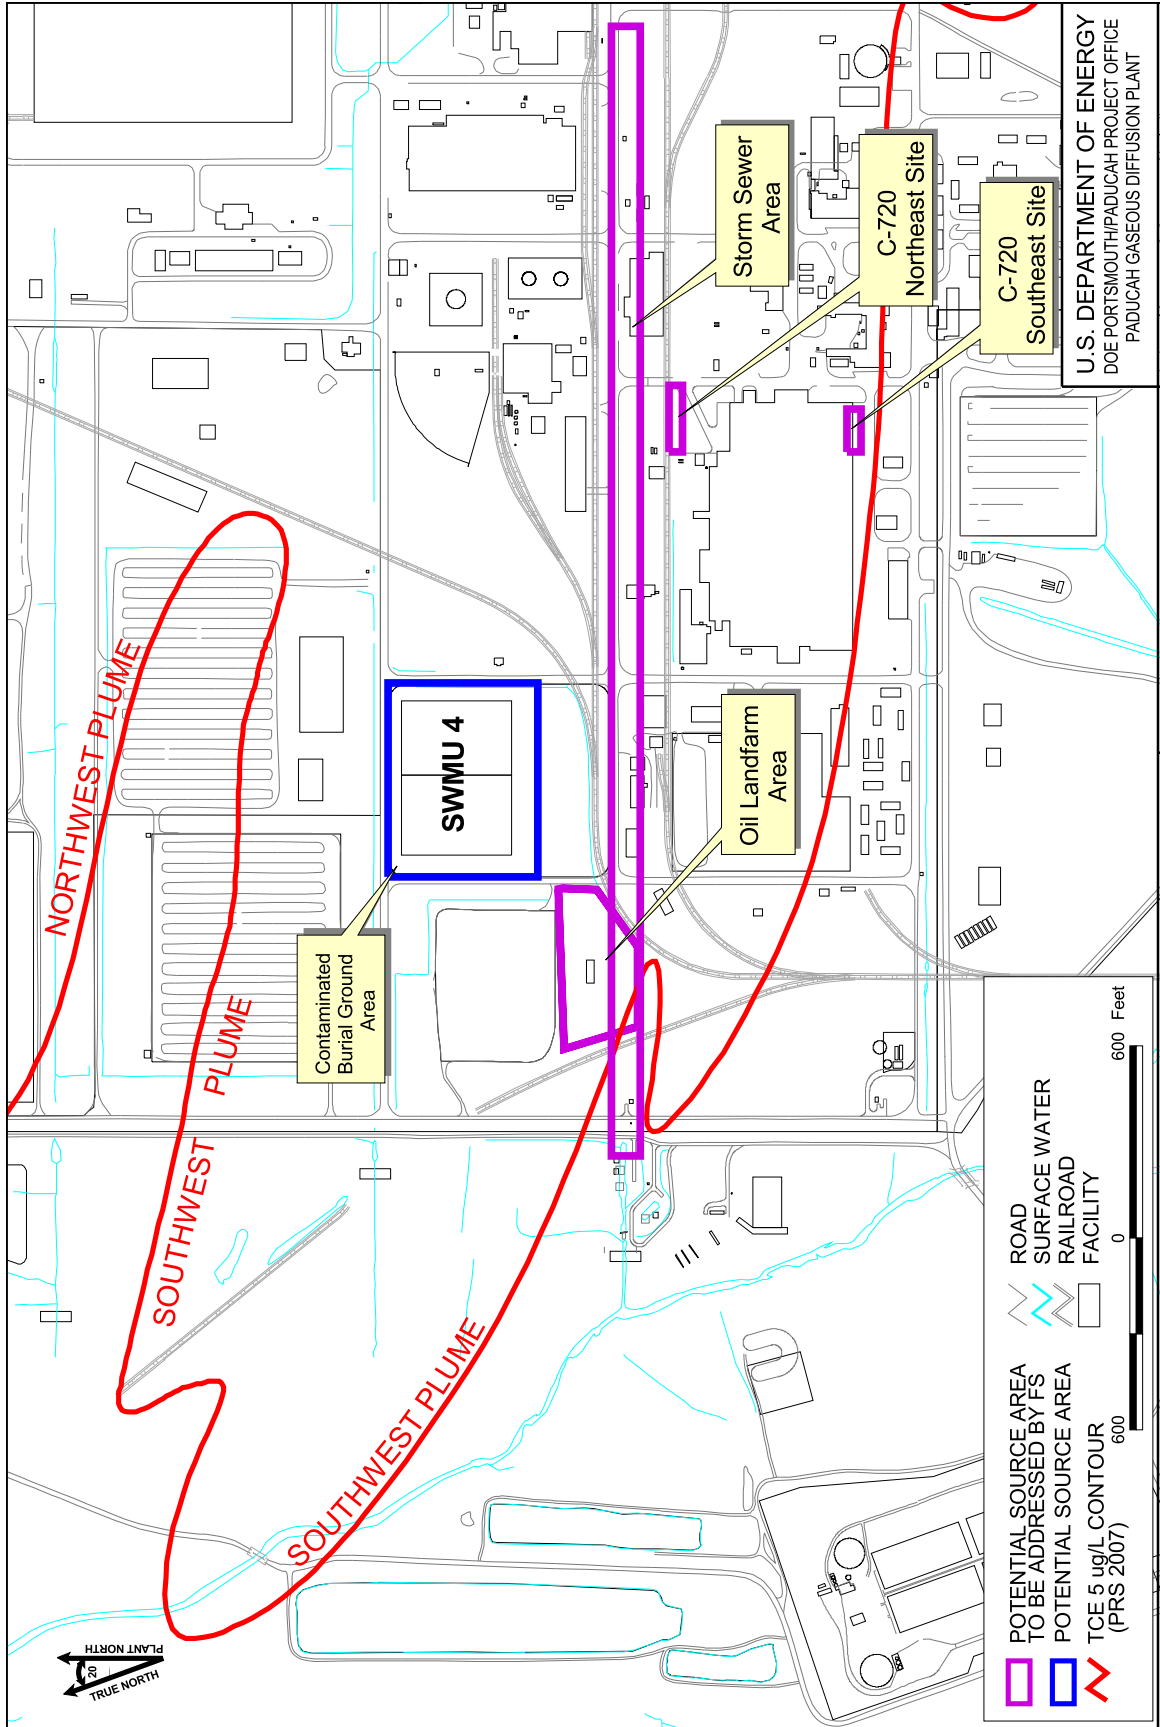 NORTHWEST PLUME
SOUTHWEST PLUME
SOUTHWEST PLUME
SWMU 4
Contaminated
Burial Ground
Area
Oil Landfarm
Area
Storm Sewer
Area
C-720
Northeast Site
C-720
Southeast Site
PLANT NORTH
20
TRUE NORTH
POTENTIAL SOURCE AREA
TO BE ADDRESSED BY FS
POTENTIAL SOURCE AREA
TCE 5 ug/L CONTOUR
(PRS 2007)
ROAD
SURFACE WATER
RAILROAD
FACILITY
600 0 600 Feet
U.S. DEPARTMENT OF ENERGY
DOE PORTSMOUTH/PADUCAH PROJECT OFFICE
PADUCAH GASEOUS DIFFUSION PLANT